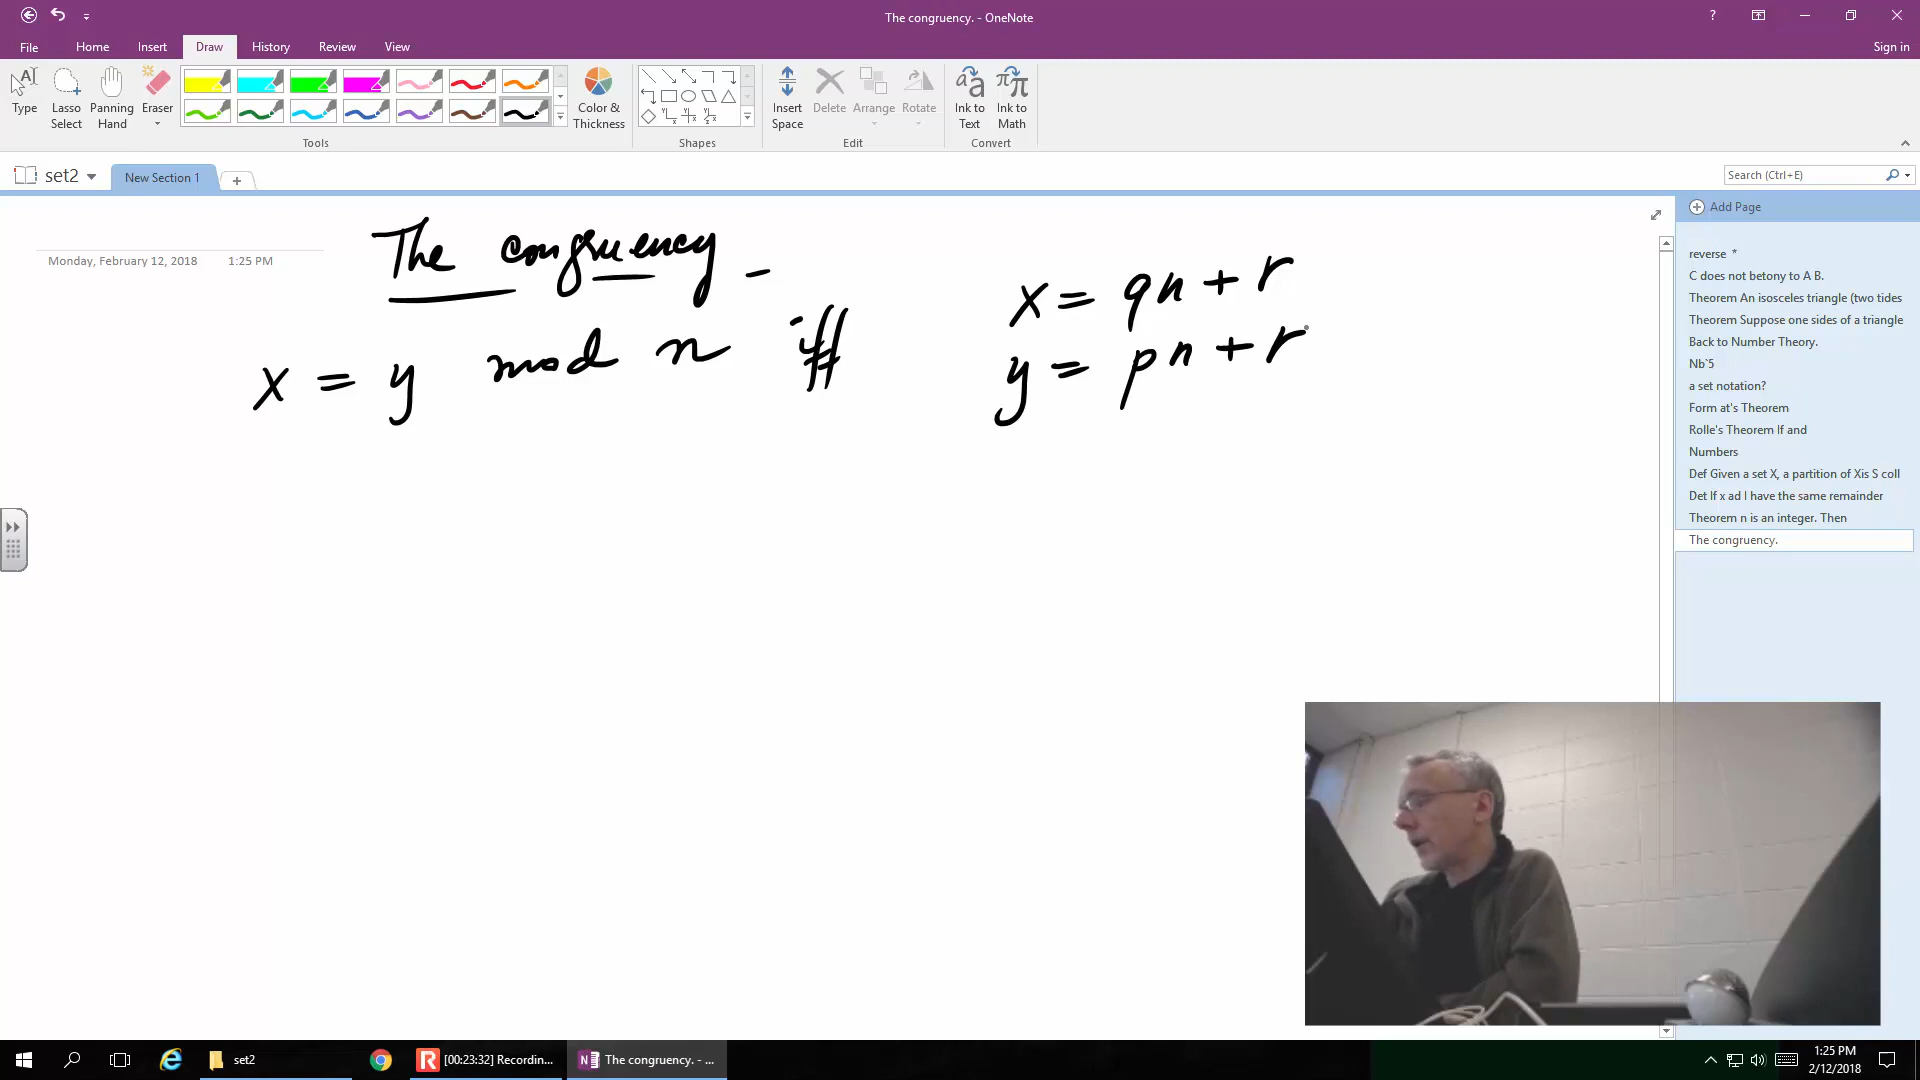 The congruency. - OneNote
File Home Insert Draw History Review View
Sign in
Type Lasso Select Panning Hand Eraser
Color & Thickness
Insert Space Delete Arrange Rotate
Ink to Text Ink to Math
Tools Shapes Edit Convert
set2 New Section 1
Search (Ctrl+E)
Monday, February 12, 2018 1:25 PM
The congruency
x = y mod n iff
x = qn + r
y = pn + r
Add Page
reverse *
C does not betony to A B.
Theorem An isosceles triangle (two tides
Theorem Suppose one sides of a triangle
Back to Number Theory.
Nb`5
a set notation?
Form at's Theorem
Rolle's Theorem If and
Numbers
Def Given a set X, a partition of Xis S coll
Det If x ad I have the same remainder
Theorem n is an integer. Then
The congruency.
set2
[00:23:32] Recordin...
The congruency. - ...
1:25 PM
2/12/2018